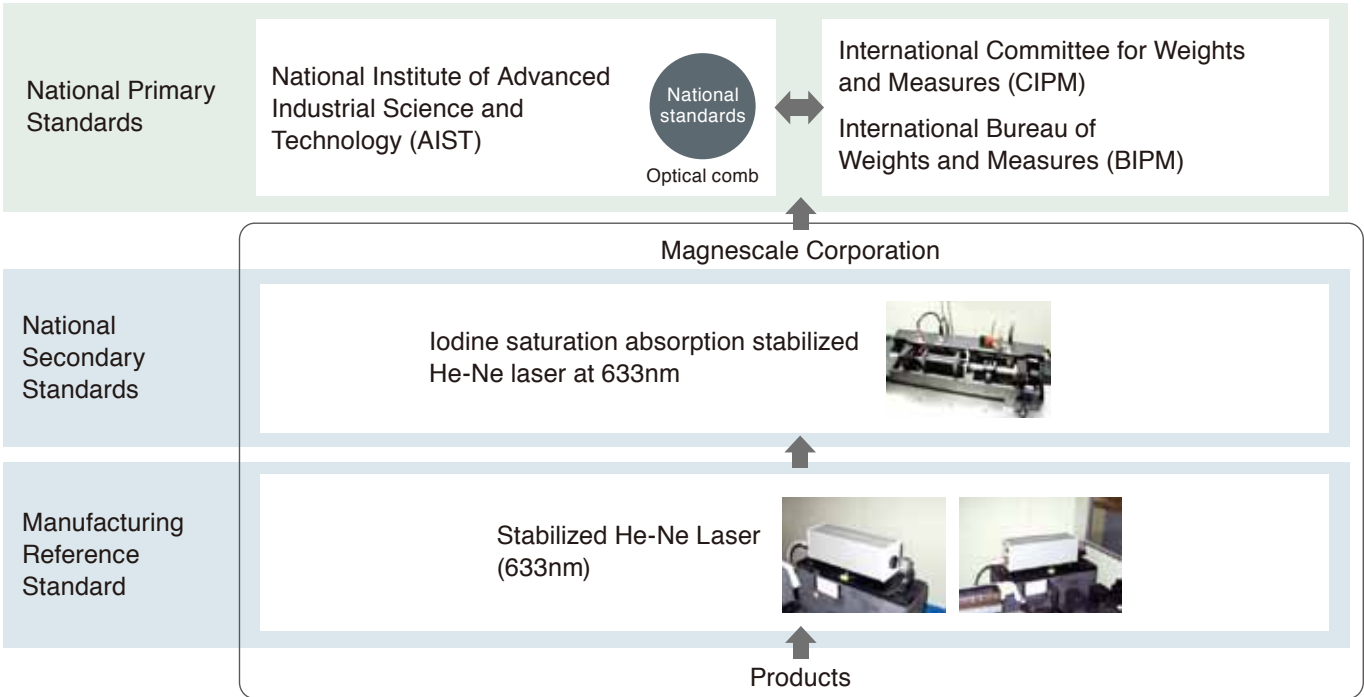 National Primary
Standards
National Institute of Advanced
Industrial Science and
Technology (AIST)
National
standards
Optical comb
International Committee for Weights
and Measures (CIPM)
International Bureau of
Weights and Measures (BIPM)
Magnescale Corporation
National
Secondary
Standards
Iodine saturation absorption stabilized
He-Ne laser at 633nm
Manufacturing
Reference
Standard
Stabilized He-Ne Laser
(633nm)
Products